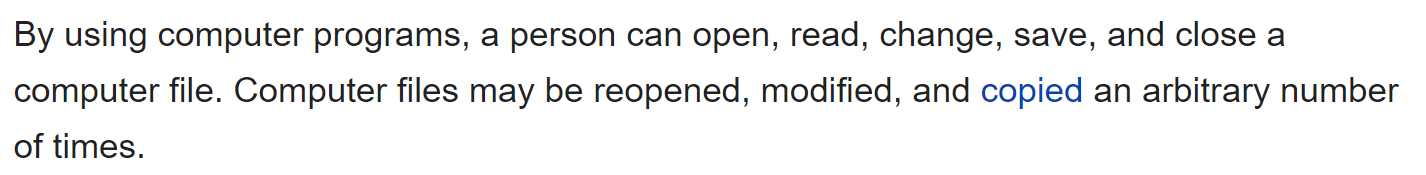 By using computer programs, a person can open, read, change, save, and close a
computer file. Computer files may be reopened, modified, and copied an arbitrary number
of times.